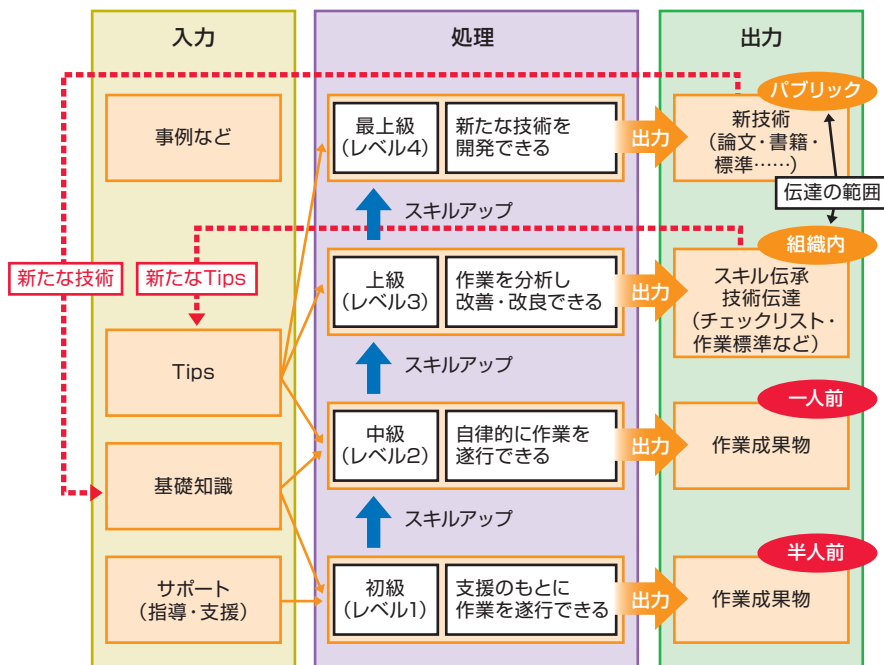 入力
処理
出力
パブリック
事例など
最上級
(レベル4)
新たな技術を
開発できる
出力
新技術
(論文・書籍・
標準……)
伝達の範囲
スキルアップ
組織内
新たな技術
新たなTips
上級
(レベル3)
作業を分析し
改善・改良できる
出力
スキル伝承
技術伝達
(チェックリスト・
作業標準など)
Tips
スキルアップ
一人前
中級
(レベル2)
自律的に作業を
遂行できる
出力
作業成果物
基礎知識
スキルアップ
半人前
サポート
(指導・支援)
初級
(レベル1)
支援のもとに
作業を遂行できる
出力
作業成果物